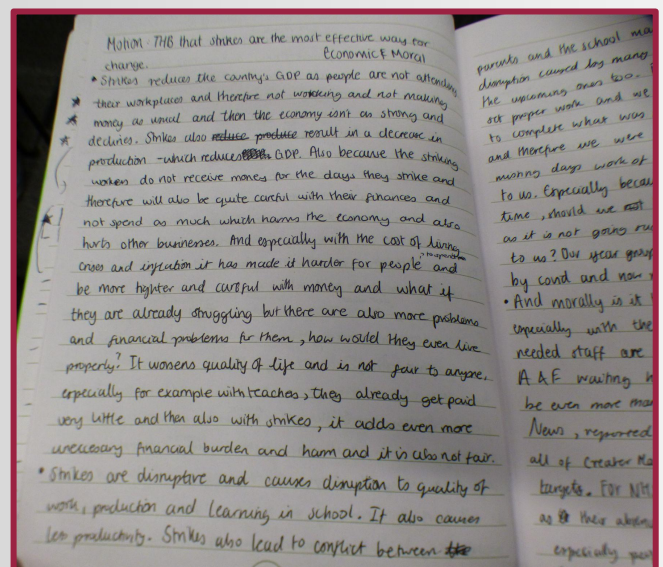 Motion: THB that strikes are the most effective way for
change. Economic & Moral
• Strikes reduces the country's GDP as people are not attending
their workplaces and therefore not working and not making
money as usual and then the economy isn't as strong and
declines. Strikes also result in a decrease in
production - which reduces GDP. Also because the striking
workers do not receive money for the days they strike and
therefore will also be quite careful with their finances and
not spend as much which harms the economy and also
hurts other businesses. And especially with the cost of living
crises and inflation it has made it harder for people and
be more tighter and careful with money and what if
they are already struggling but there are also more problems
and financial problems for them, how would they even live
properly? It worsens quality of life and is not fair to anyone.
especially for example with teaches, they already get paid
very little and then also with strikes, it adds even more
uneccesary financial burden and harm and it is also not fair.
• Strikes are disruptive and causes disruption to quality of
work, production and learning in school. It also causes
less productivity. Strikes also lead to conflict between
parents and the school
disruption caused by many
the upcoming ones too.
set proper work and we
to complete what was
and therefore we were
missing days work of
to us. Especially
time, should we
as it is not going
to us? Our year
by covid and now
• And morally is it
especially with the
needed staff are
A & E waiting
be even more
News, reported
all of Greater
targets. For
as their
especially